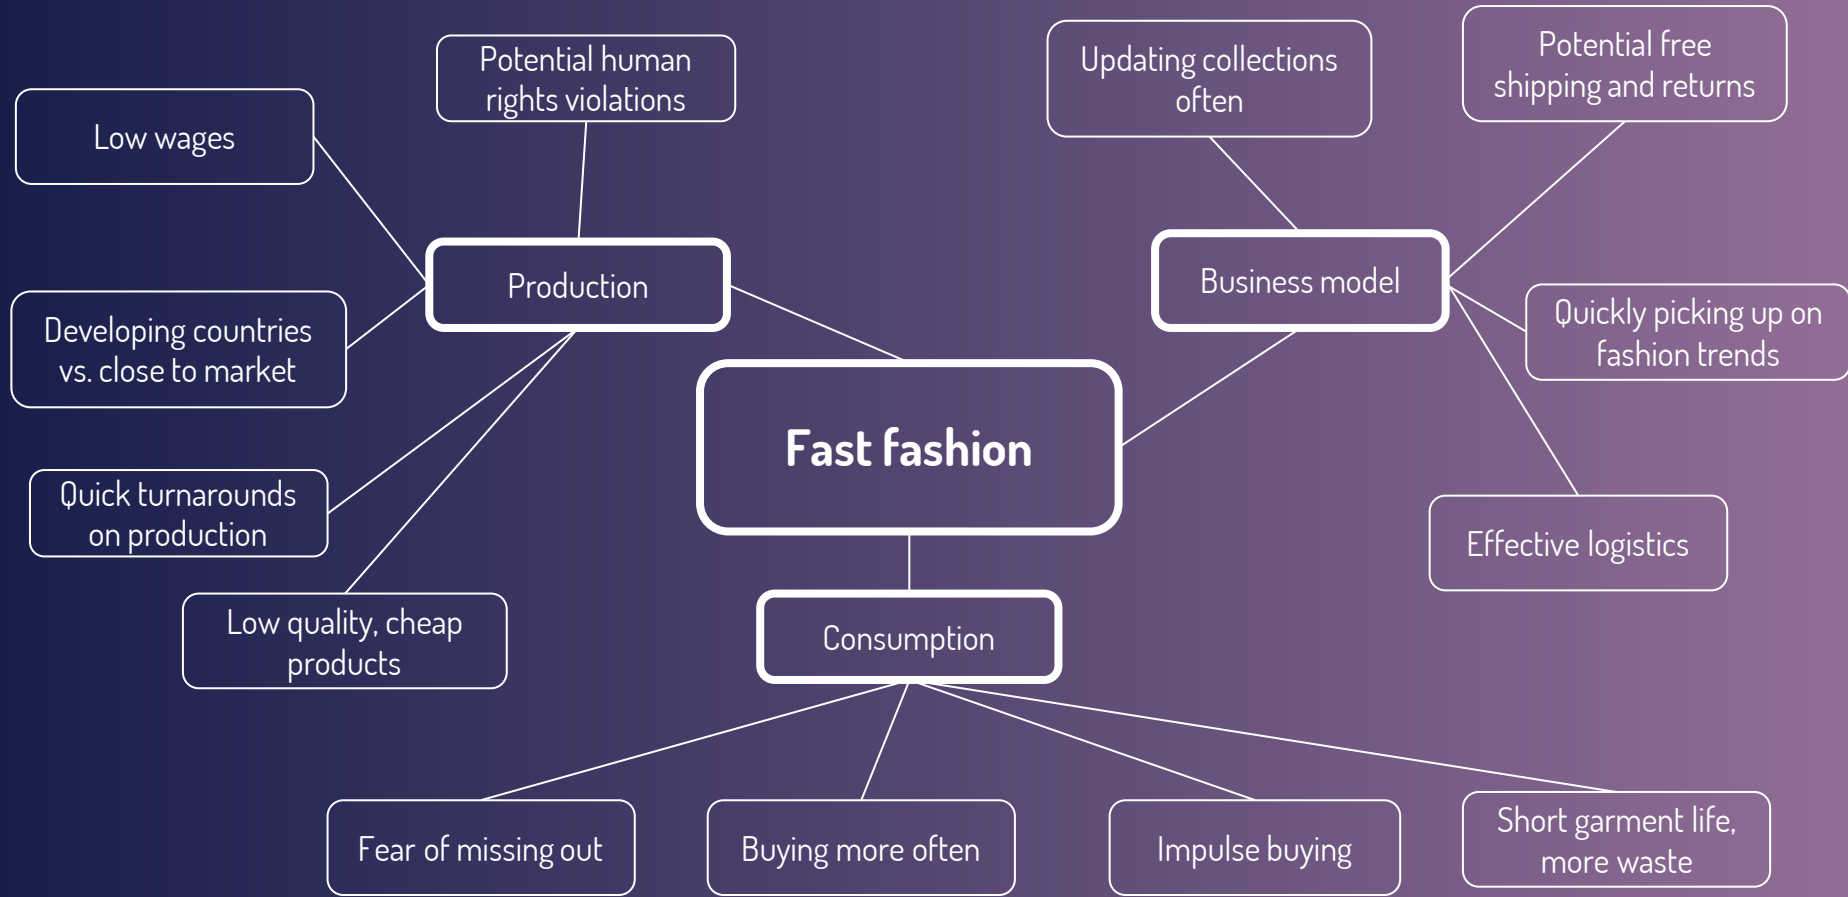 Potential human
rights violations
Updating collections
often
Potential free
shipping and returns
Low wages
Production
Business model
Developing countries
vs. close to market
Quickly picking up on
fashion trends
Fast fashion
Quick turnarounds
on production
Effective logistics
Low quality, cheap
products
Consumption
Fear of missing out
Buying more often
Impulse buying
Short garment life,
more waste